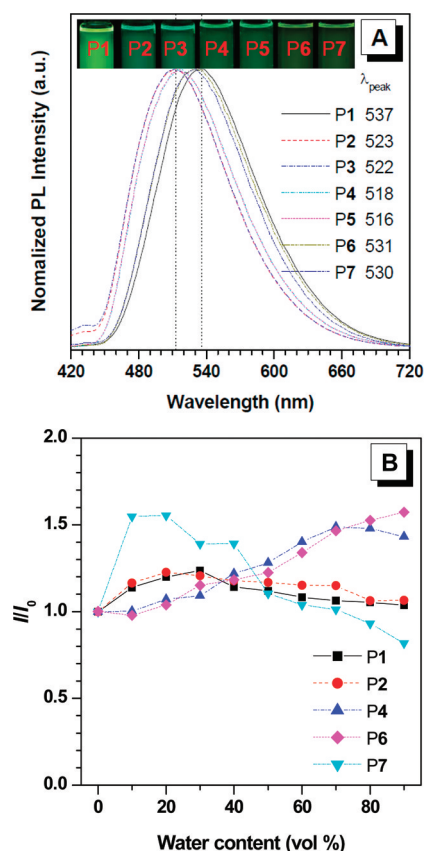 P1 P2 P3 P4 P5 P6 P7
A
λpeak
P1 537
P2 523
P3 522
P4 518
P5 516
P6 531
P7 530
Nomalized PL Intensity (a.u.)
420 480 540 600 660 720
Wavelength (nm)
B
2.0
1.5
1.0
0.5
0.0
I/I0
P1
P2
P4
P6
P7
0 20 40 60 80
Water content (vol %)